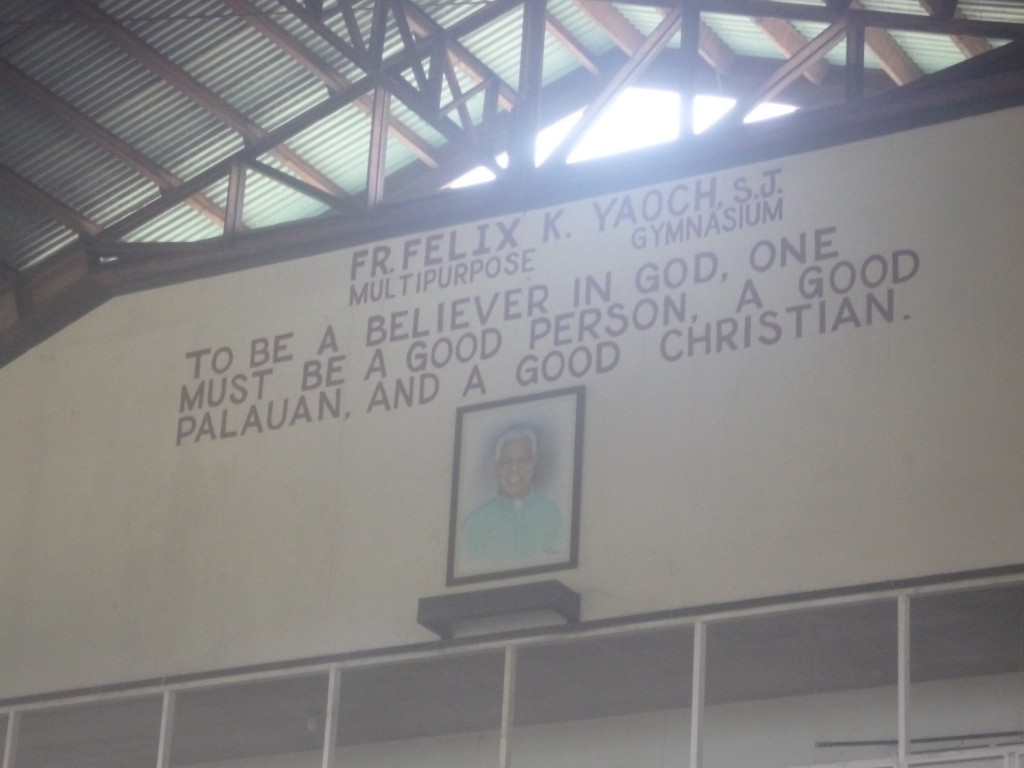 FR. FELIX K. YAOCH, S.J.
MULTIPURPOSE GYMNASIUM
TO BE A BELIEVER IN GOD, ONE
MUST BE A GOOD PERSON, A GOOD
PALAUAN, AND A GOOD CHRISTIAN.